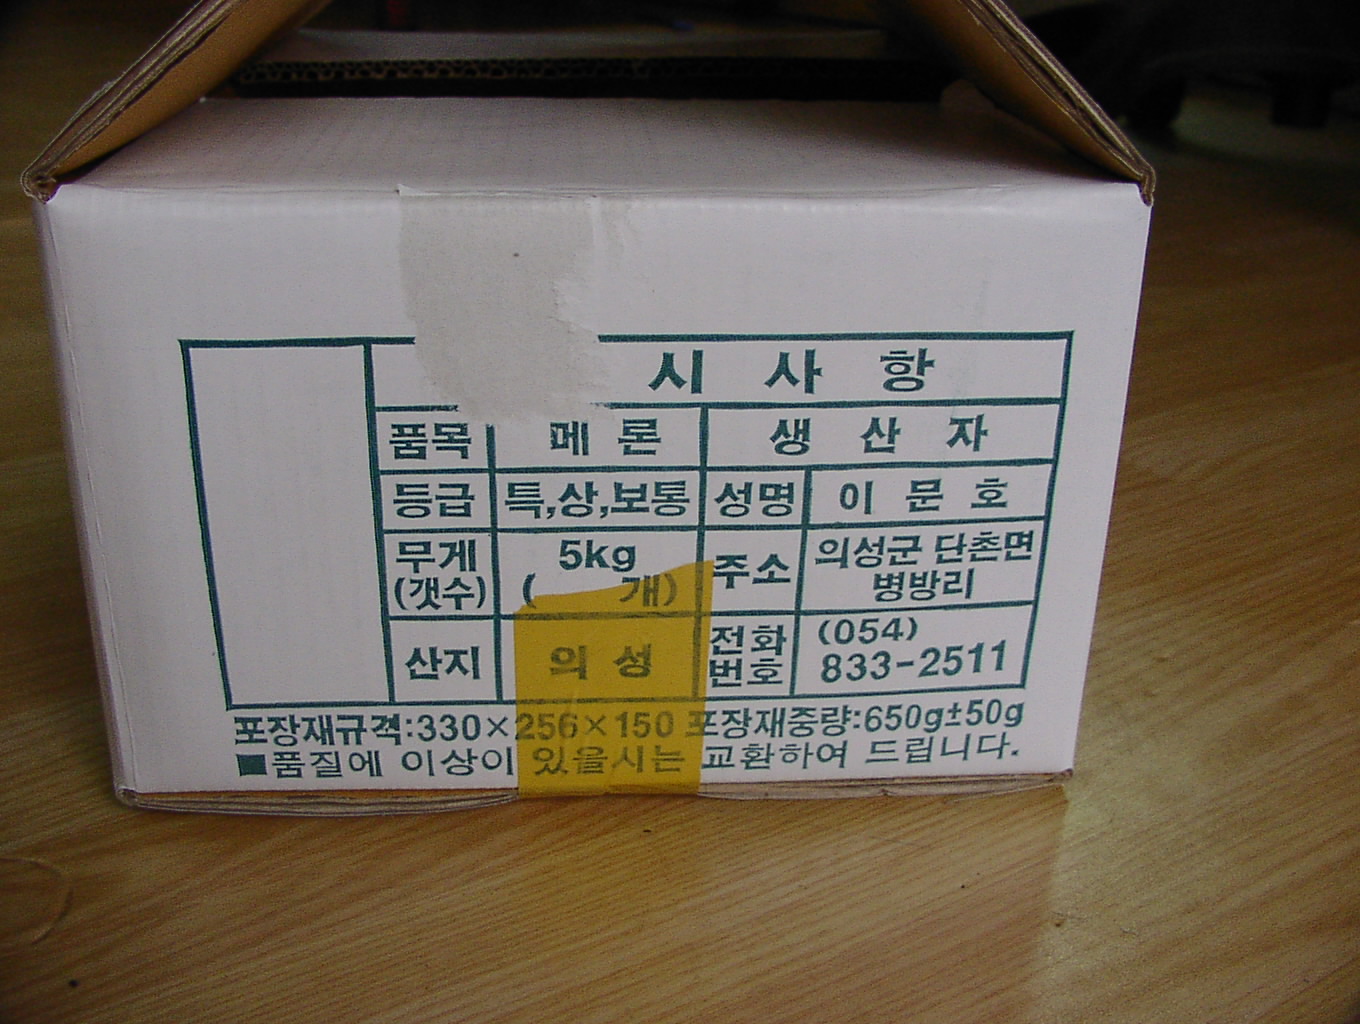 시 사 항
품목 메 론 생 산 자
등급 특,상,보통 성명 이 문 호
무게 (갯수) 5kg ( 개) 주소 의성군 단촌면 병방리
산지 의 성 전화 번호 (054) 833-2511
포장재규격:330×256×150 포장재중량:650g±50g
■품질에 이상이 있을시는 교환하여 드립니다.